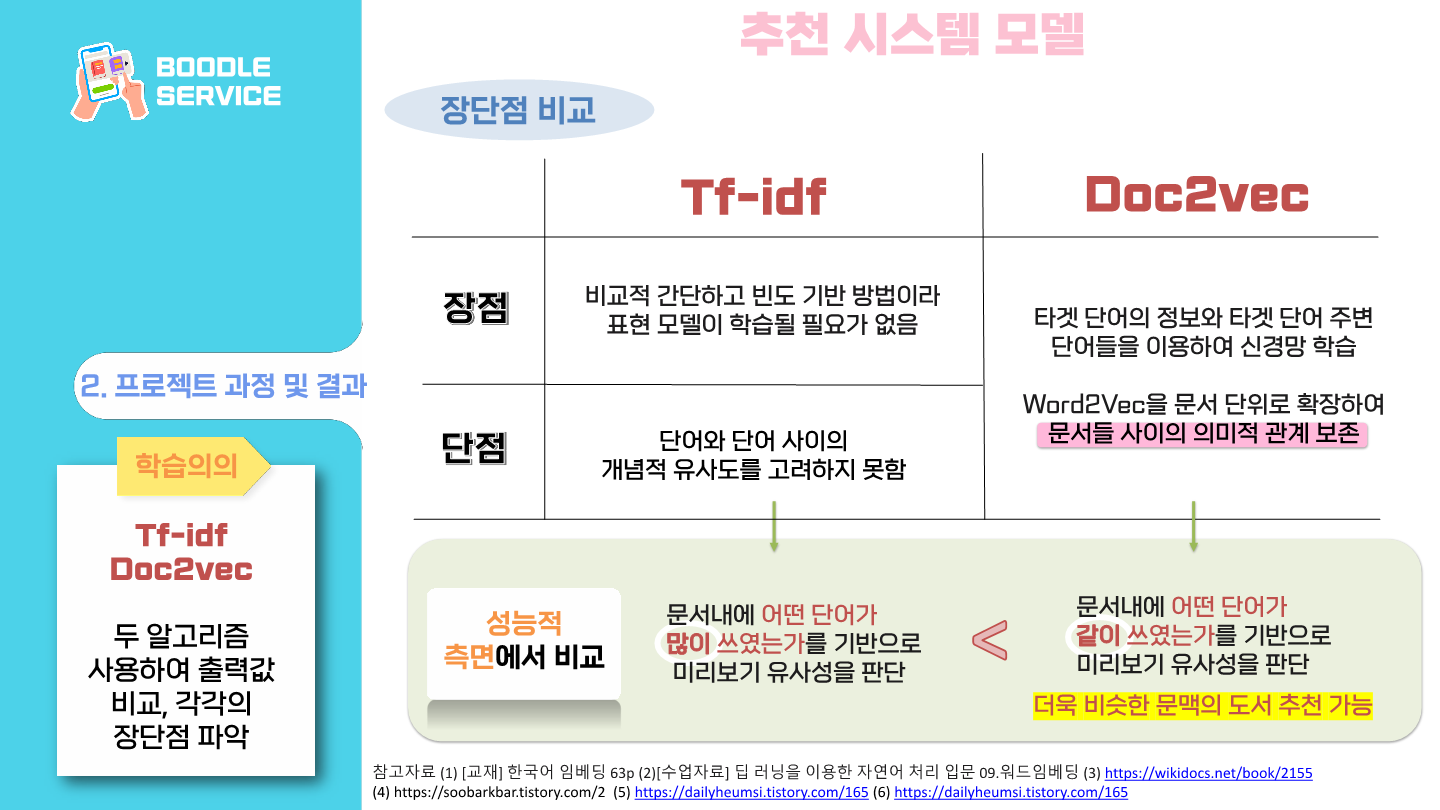 추천 시스템 모델
BOODLE
SERVICE
장단점 비교
Tf-idf
Doc2vec
장점
비교적 간단하고 빈도 기반 방법이라
표현 모델이 학습될 필요가 없음
타겟 단어의 정보와 타겟 단어 주변
단어들을 이용하여 신경망 학습
Word2Vec을 문서 단위로 확장하여
문서들 사이의 의미적 관계 보존
단점
단어와 단어 사이의
개념적 유사도를 고려하지 못함
2. 프로젝트 과정 및 결과
학습의의
Tf-idf
Doc2vec
두 알고리즘
사용하여 출력값
비교, 각각의
장단점 파악
성능적
측면에서 비교
문서내에 어떤 단어가
많이 쓰였는가를 기반으로
미리보기 유사성을 판단
<
문서내에 어떤 단어가
같이 쓰였는가를 기반으로
미리보기 유사성을 판단
더욱 비슷한 문맥의 도서 추천 가능
참고자료 (1) [교재] 한국어 임베딩 63p (2)[수업자료] 딥 러닝을 이용한 자연어 처리 입문 09.워드임베딩 (3) https://wikidocs.net/book/2155
(4) https://soobarkbar.tistory.com/2 (5) https://dailyheumsi.tistory.com/165 (6) https://dailyheumsi.tistory.com/165